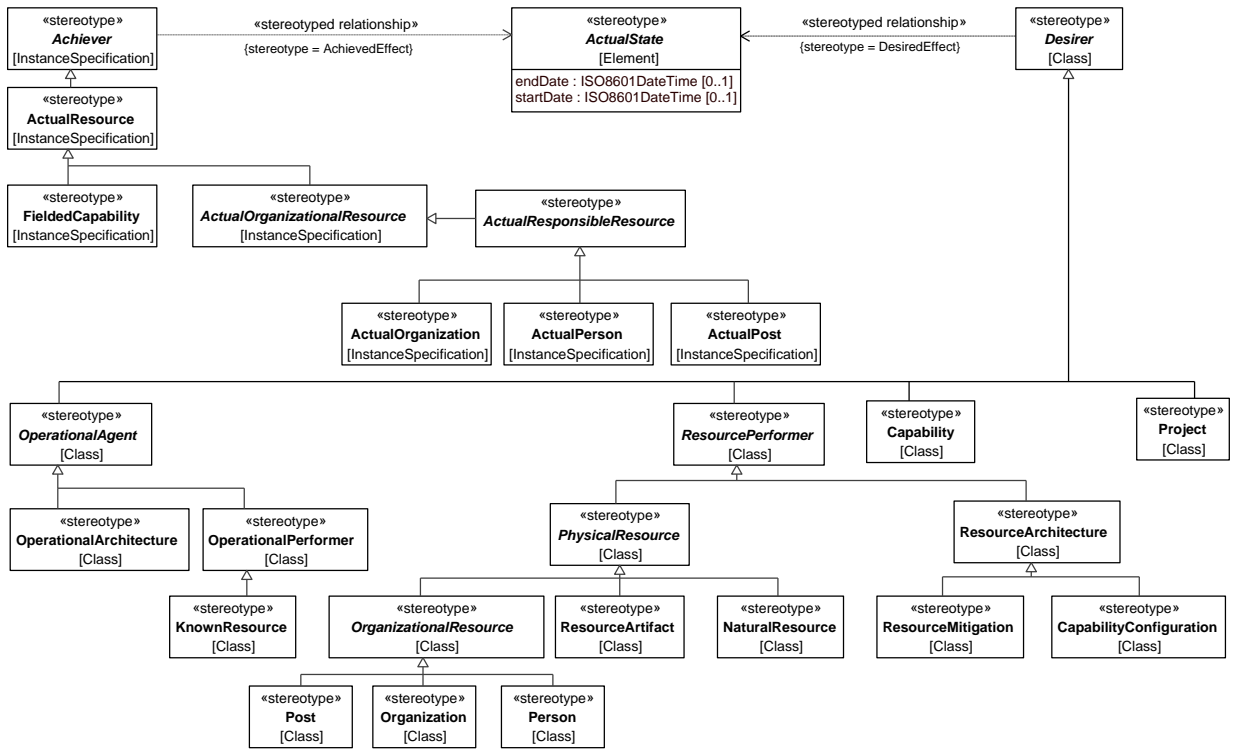 «stereotype»
Achiever
[InstanceSpecification]
«stereotyped relationship»
{stereotype = AchievedEffect}
«stereotype»
ActualState
[Element]
endDate : ISO8601DateTime [0..1]
startDate : ISO8601DateTime [0..1]
«stereotyped relationship»
{stereotype = DesiredEffect}
«stereotype»
Desirer
[Class]
«stereotype»
ActualResource
[InstanceSpecification]
«stereotype»
FieldedCapability
[InstanceSpecification]
«stereotype»
ActualOrganizationalResource
[InstanceSpecification]
«stereotype»
ActualResponsibleResource
«stereotype»
ActualOrganization
[InstanceSpecification]
«stereotype»
ActualPerson
[InstanceSpecification]
«stereotype»
ActualPost
[InstanceSpecification]
«stereotype»
OperationalAgent
[Class]
«stereotype»
ResourcePerformer
[Class]
«stereotype»
Capability
[Class]
«stereotype»
Project
[Class]
«stereotype»
OperationalArchitecture
[Class]
«stereotype»
OperationalPerformer
[Class]
«stereotype»
PhysicalResource
[Class]
«stereotype»
ResourceArchitecture
[Class]
«stereotype»
KnownResource
[Class]
«stereotype»
OrganizationalResource
[Class]
«stereotype»
ResourceArtifact
[Class]
«stereotype»
NaturalResource
[Class]
«stereotype»
ResourceMitigation
[Class]
«stereotype»
CapabilityConfiguration
[Class]
«stereotype»
Post
[Class]
«stereotype»
Organization
[Class]
«stereotype»
Person
[Class]